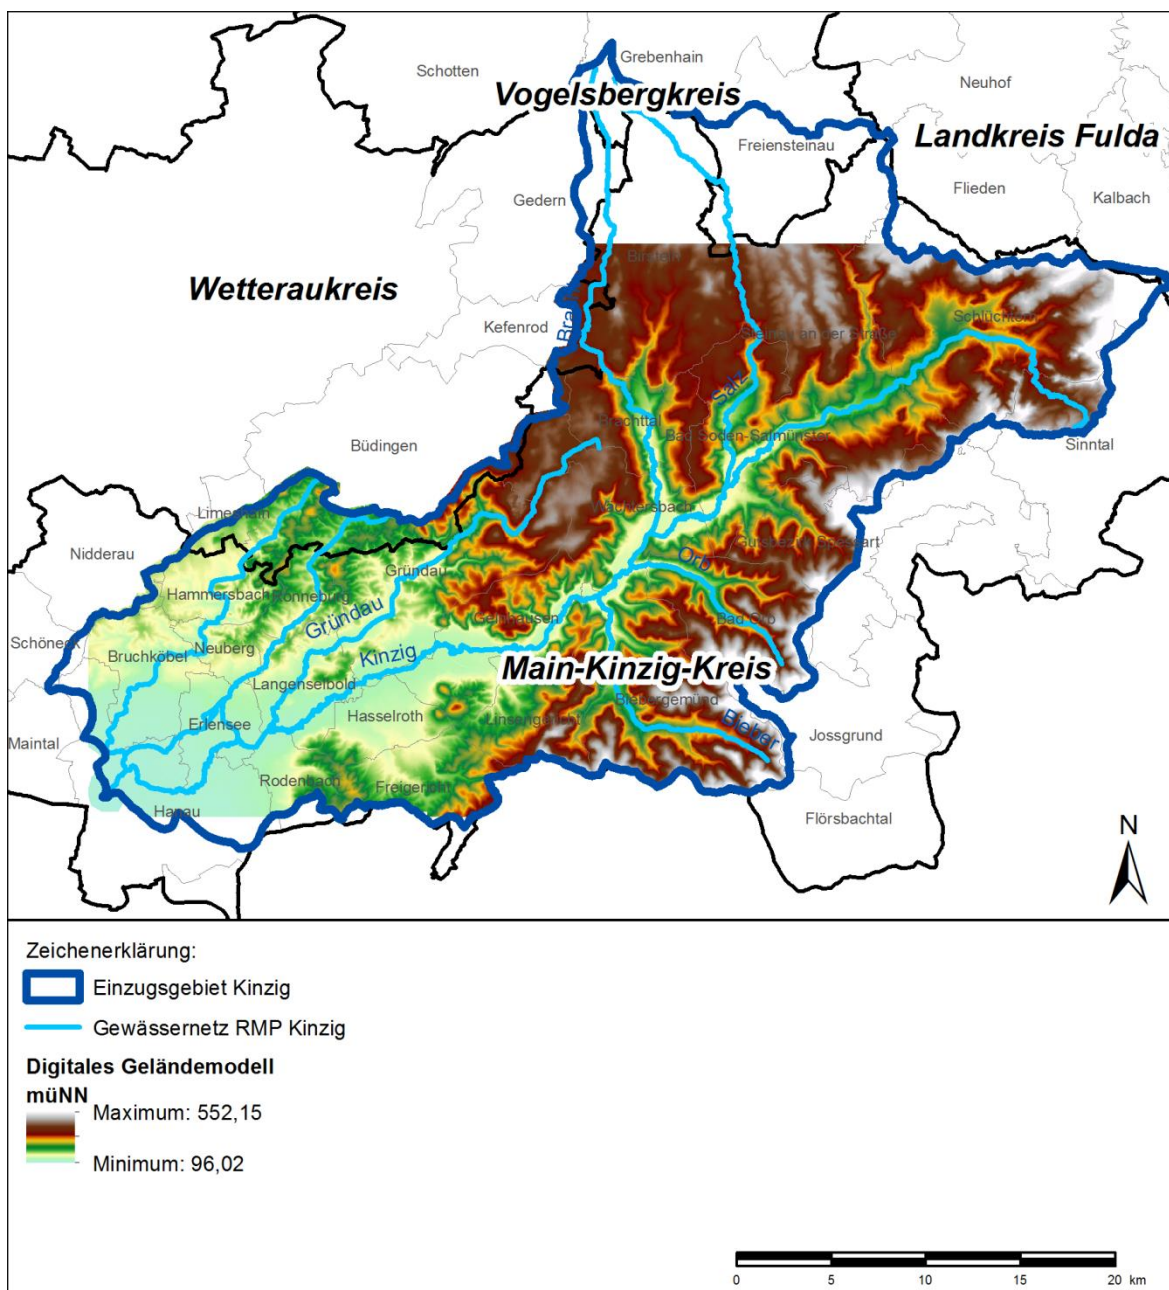 Grebenhain
Schotten
Neuhof
Vogelsbergkreis
Landkreis Fulda
Freiensteinau
Flieden
Kalbach
Gedern
Birstein
Wetteraukreis
Schlüchtern
Kefenrod
Steinau an der Straße
Salz
Brachttal
Bad Soden-Salmünster
Büdingen
Sinntal
Limeshain
Wächtersbach
Nidderau
Orb
Gründau
Hammersbach
Ronneburg
Gründau
Gelnhausen
Bad Orb
Schöneck
Neuberg
Bruchköbel
Kinzig
Main-Kinzig-Kreis
Langenselbold
Biebergemünd
Hasselroth
Linsengericht
Erlensee
Bieber
Maintal
Jossgrund
Rodenbach
Freigericht
Hanau
Flörsbachtal
N
Zeichenerklärung:
Einzugsgebiet Kinzig
Gewässernetz RMP Kinzig
Digitales Geländemodell
müNN
Maximum: 552,15
Minimum: 96,02
0 5 10 15 20 km